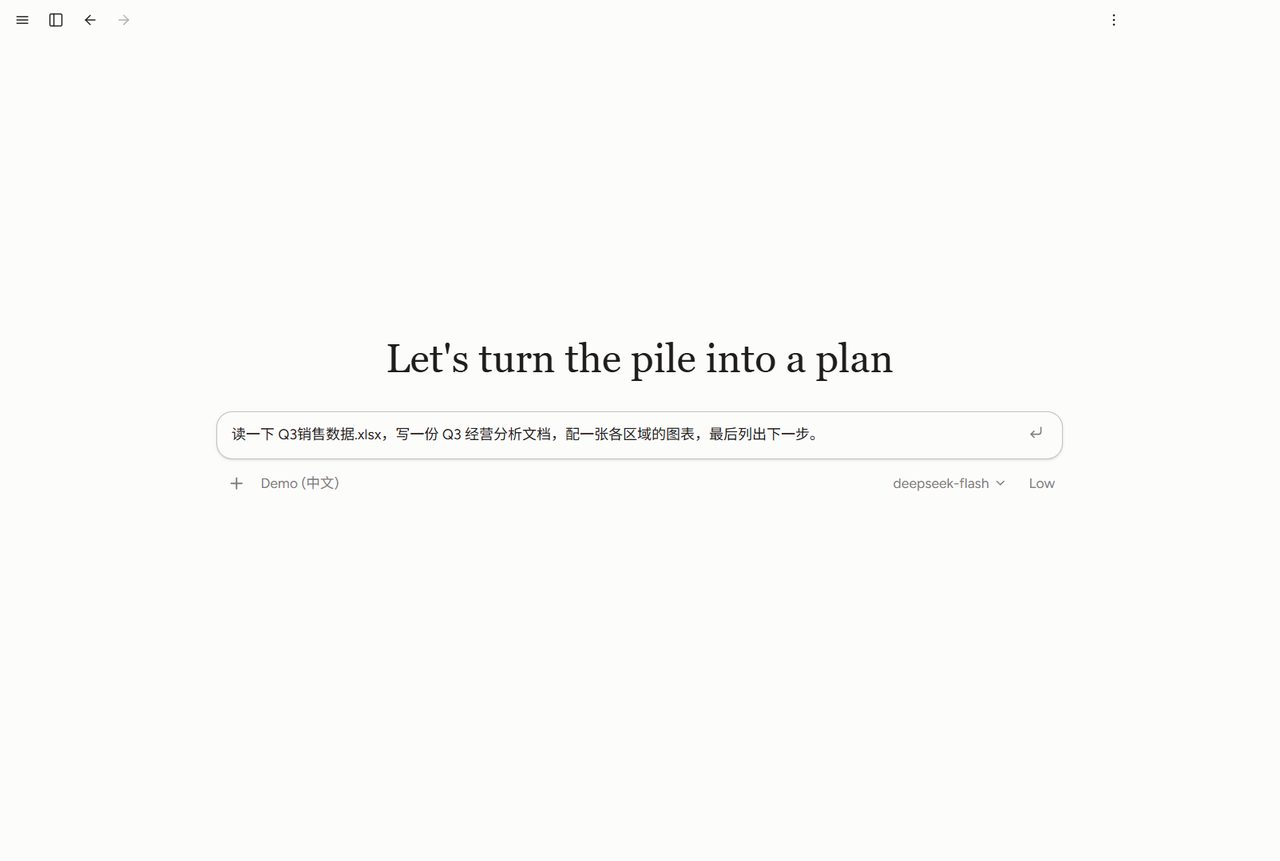 Let's turn the pile into a plan
读一下 Q3销售数据.xlsx，写一份 Q3 经营分析文档，配一张各区域的图表，最后列出下一步。
Demo (中文)
deepseek-flash
Low